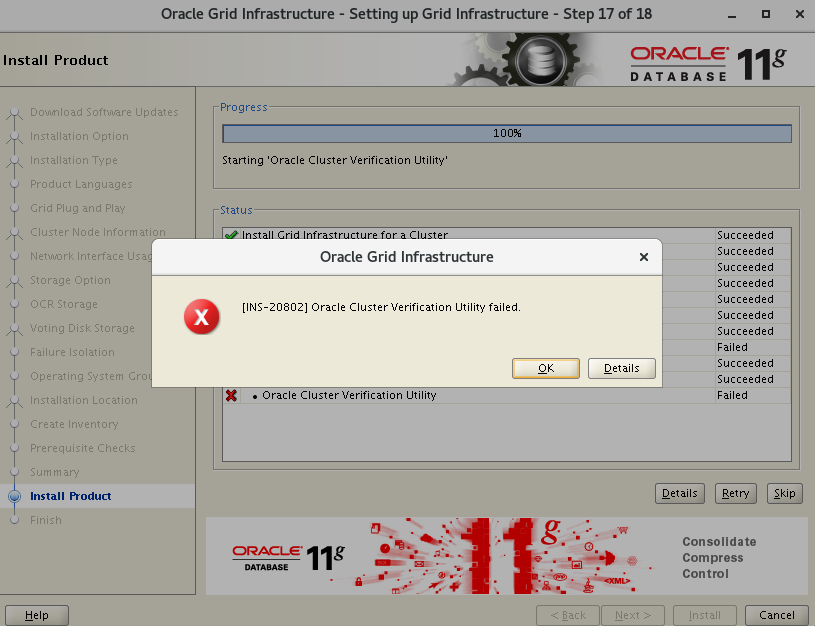 Oracle Grid Infrastructure - Setting up Grid Infrastructure - Step 17 of 18
Install Product
ORACLE
DATABASE
11g
Download Software Updates
Installation Option
Installation Type
Product Languages
Grid Plug and Play
Cluster Node Information
Network Interface Usag
Storage Option
OCR Storage
Voting Disk Storage
Failure Isolation
Operating System Grou
Installation Location
Create Inventory
Prerequisite Checks
Summary
Install Product
Finish
Progress
100%
Starting 'Oracle Cluster Verification Utility'
Status
Install Grid Infrastructure for a Cluster Succeeded
Succeeded
Succeeded
Succeeded
Succeeded
Succeeded
Succeeded
Failed
Succeeded
Succeeded
• Oracle Cluster Verification Utility Failed
Oracle Grid Infrastructure
[INS-20802] Oracle Cluster Verification Utility failed.
OK Details
Details Retry Skip
ORACLE
DATABASE
11g
11g
<XML>
Consolidate
Compress
Control
Help < Back Next > Install Cancel